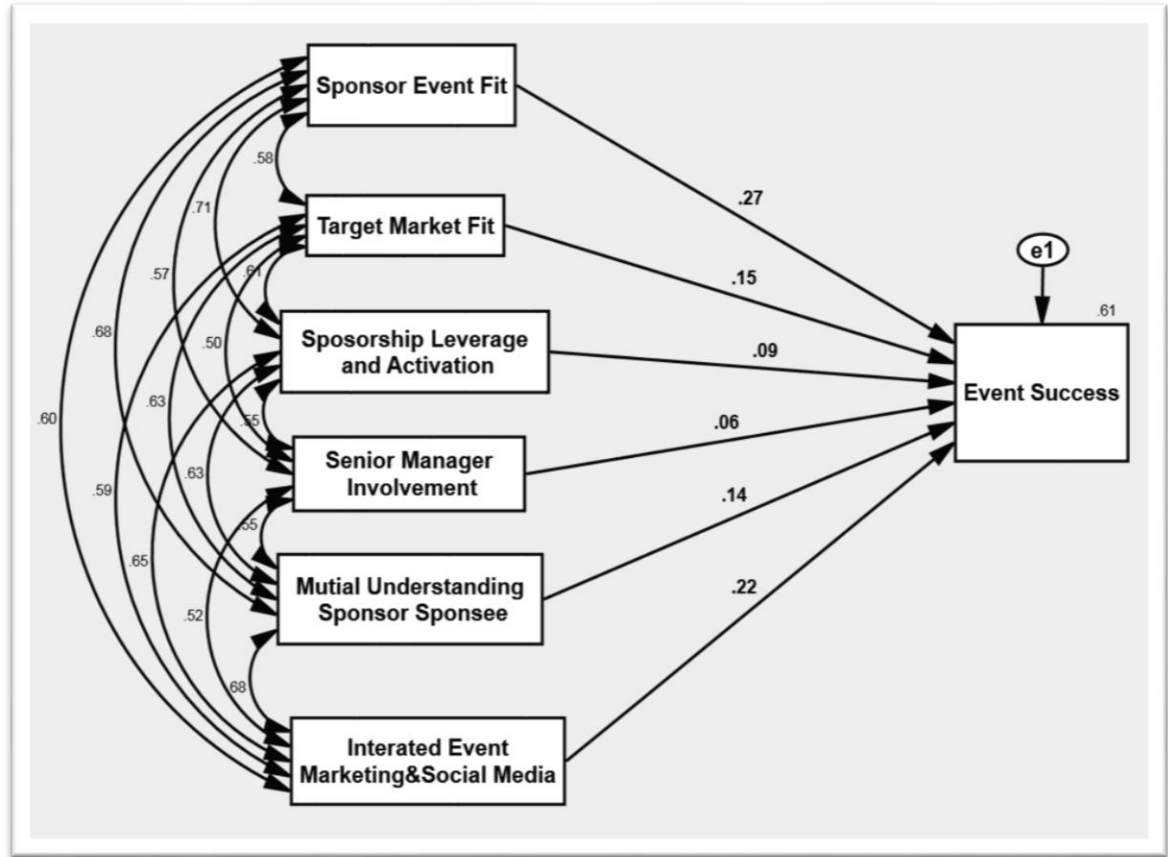 Sponsor Event Fit
.58
.27
.71
Target Market Fit
e1
.57
.61
.15
.61
.68
.50
Sposorship Leverage
and Activation
.09
Event Success
.60
.63
.55
.06
Senior Manager
Involvement
.59
.63
.14
.55
.65
Mutial Understanding
Sponsor Sponsee
.22
.52
.68
Interated Event
Marketing&Social Media